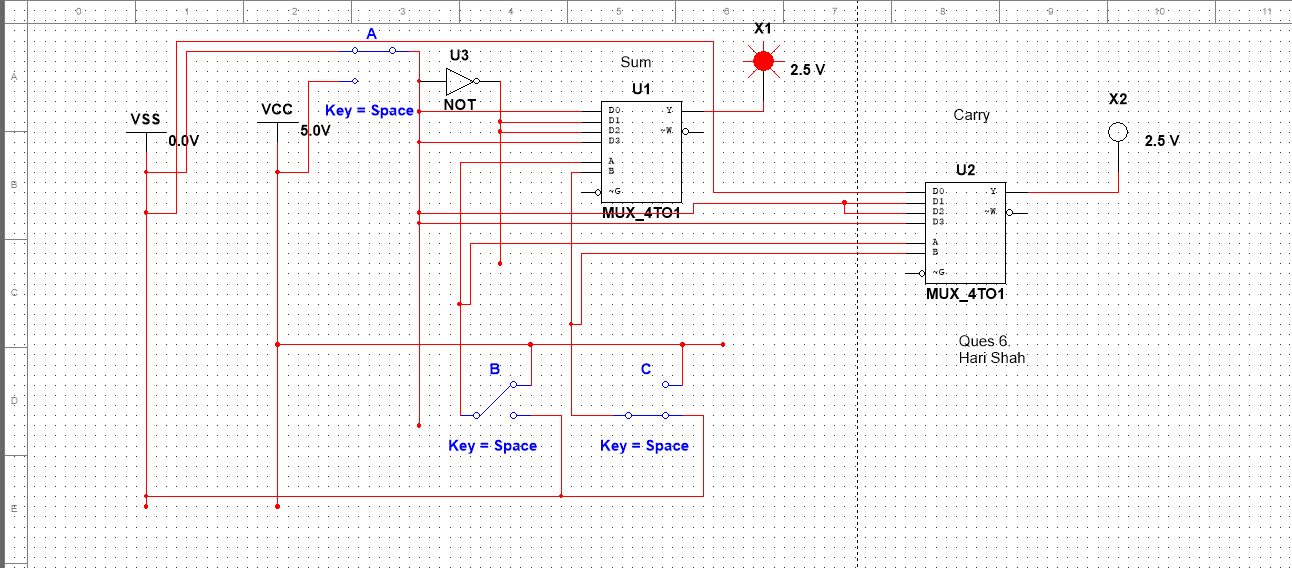 0 1 2 3 4 5 6 7 8 9 10 11
A
B
C
D
E
A
Key = Space
VSS
0.0V
VCC
5.0V
U3
NOT
Sum
U1
D0
D1
D2
D3
A
B
~G
Y
~W
MUX_4TO1
X1
2.5 V
Carry
X2
2.5 V
U2
D0
D1
D2
D3
A
B
~G
Y
~W
MUX_4TO1
Ques 6.
Hari Shah
B
Key = Space
C
Key = Space